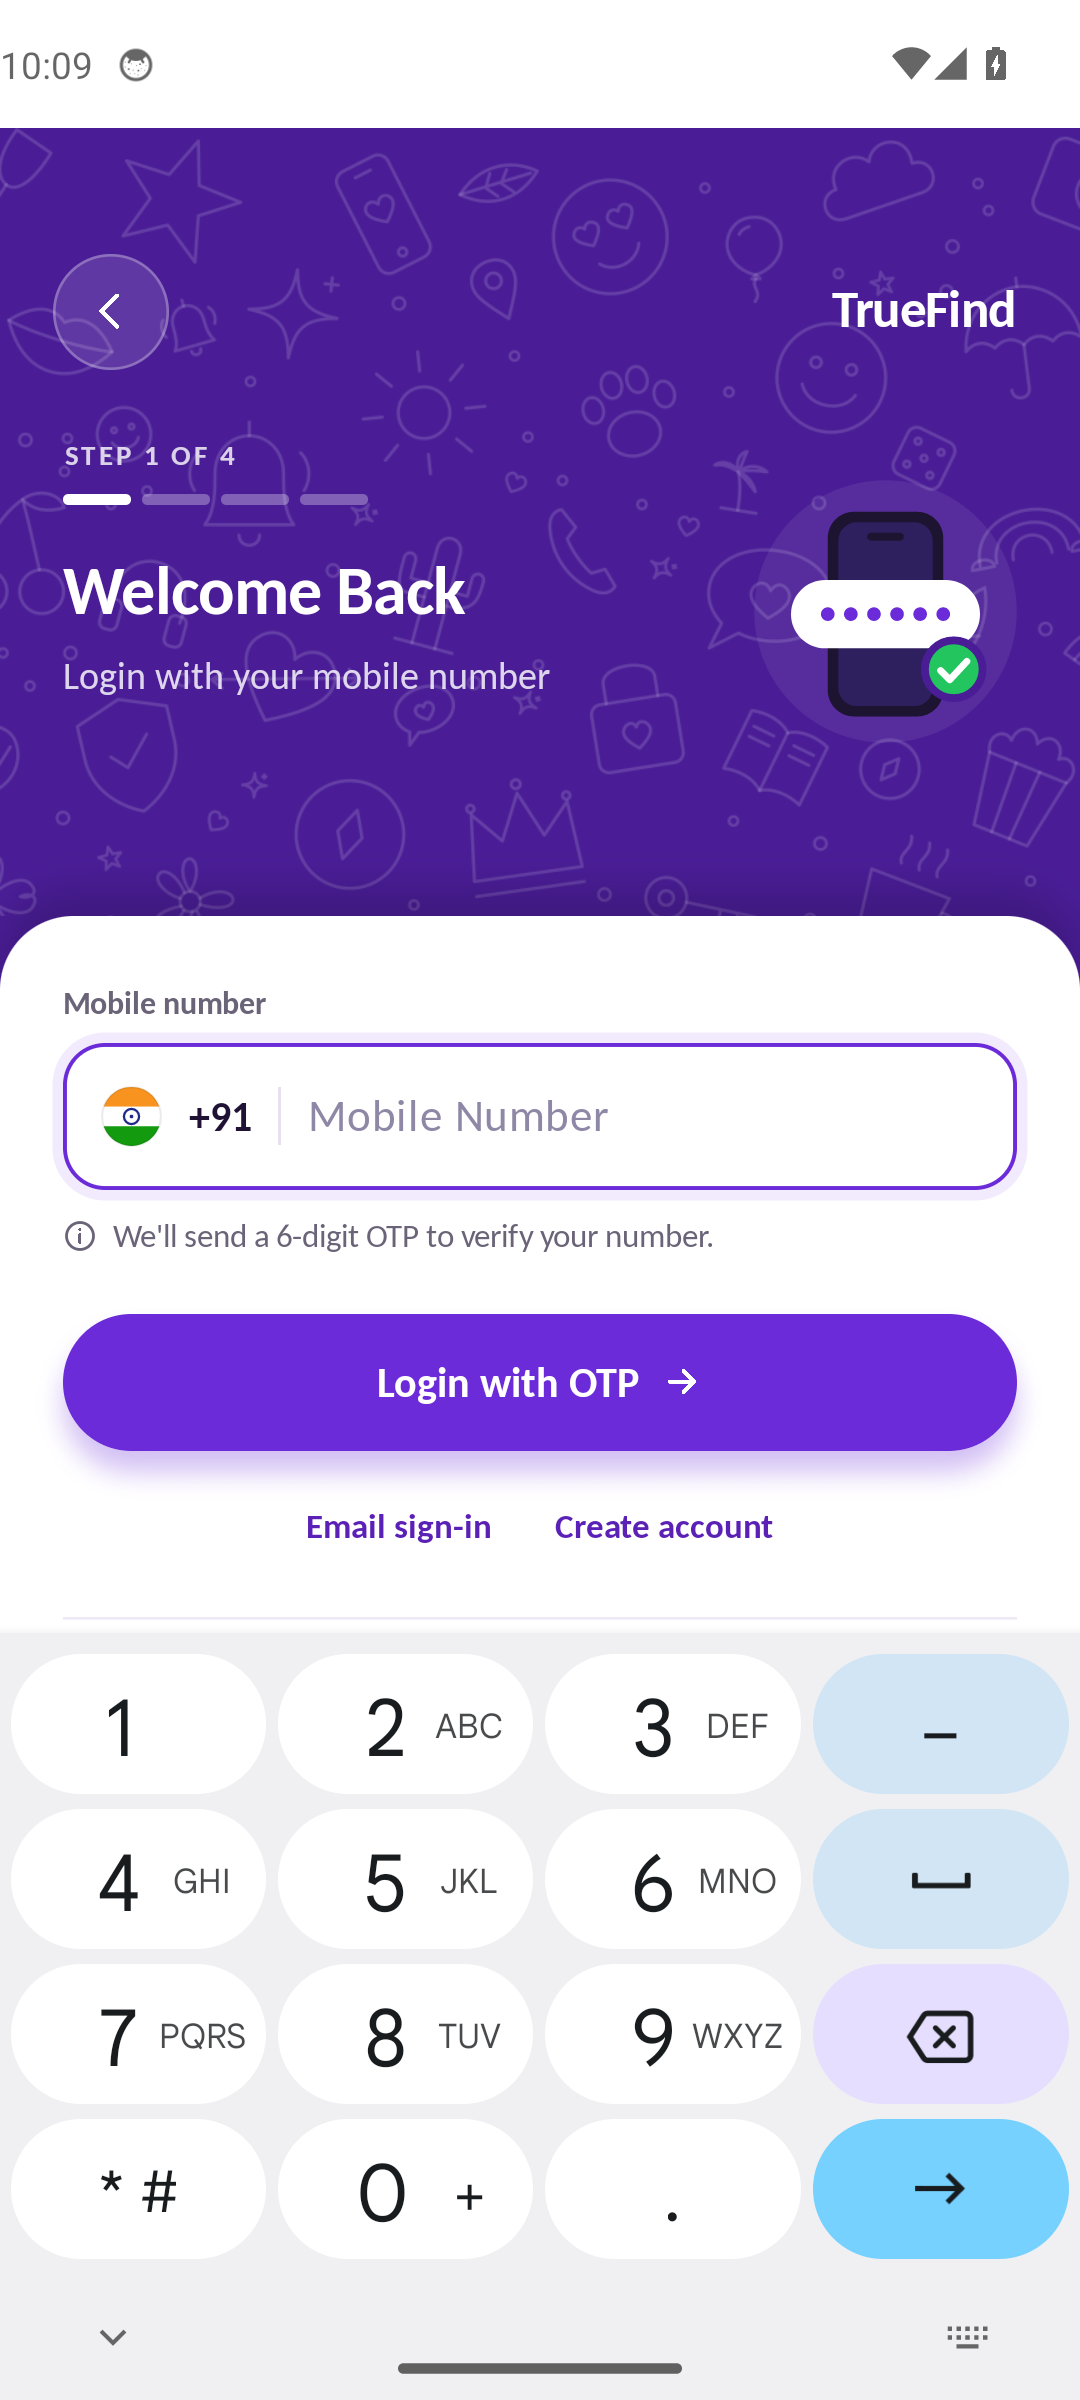 10:09
TrueFind
STEP 1 OF 4
Welcome Back
Login with your mobile number
Mobile number
+91 Mobile Number
We'll send a 6-digit OTP to verify your number.
Login with OTP →
Email sign-in Create account
1 2 ABC 3 DEF –
4 GHI 5 JKL 6 MNO
7 PQRS 8 TUV 9 WXYZ
* # 0 + .